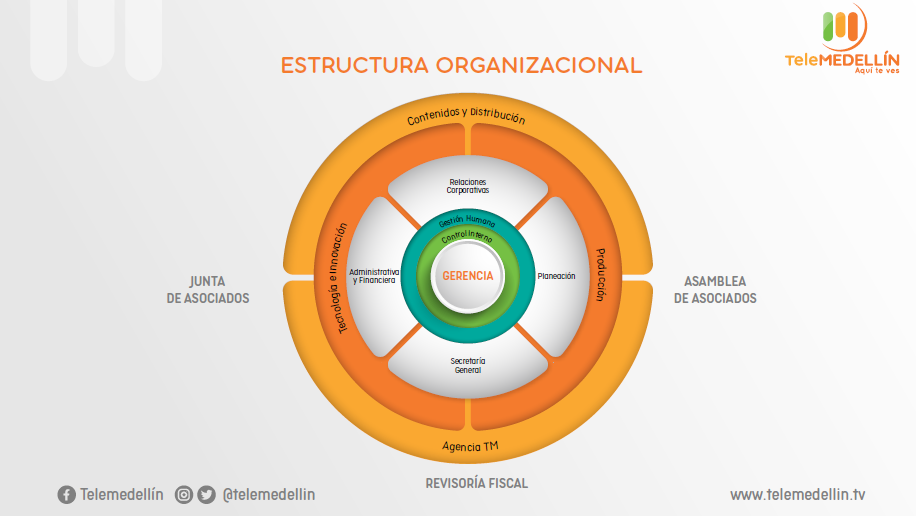 TeleMEDELLÍN
Aquí te ves
ESTRUCTURA ORGANIZACIONAL
Contenidos y Distribución
Relaciones
Corporativas
Gestión Humana
Control Interno
Tecnología e Innovación
Administrativa
y Financiera
GERENCIA
Planeación
Producción
JUNTA
DE ASOCIADOS
ASAMBLEA
DE ASOCIADOS
Secretaría
General
Agencia TM
REVISORÍA FISCAL
Telemedellín
@telemedellin
www.telemedellin.tv